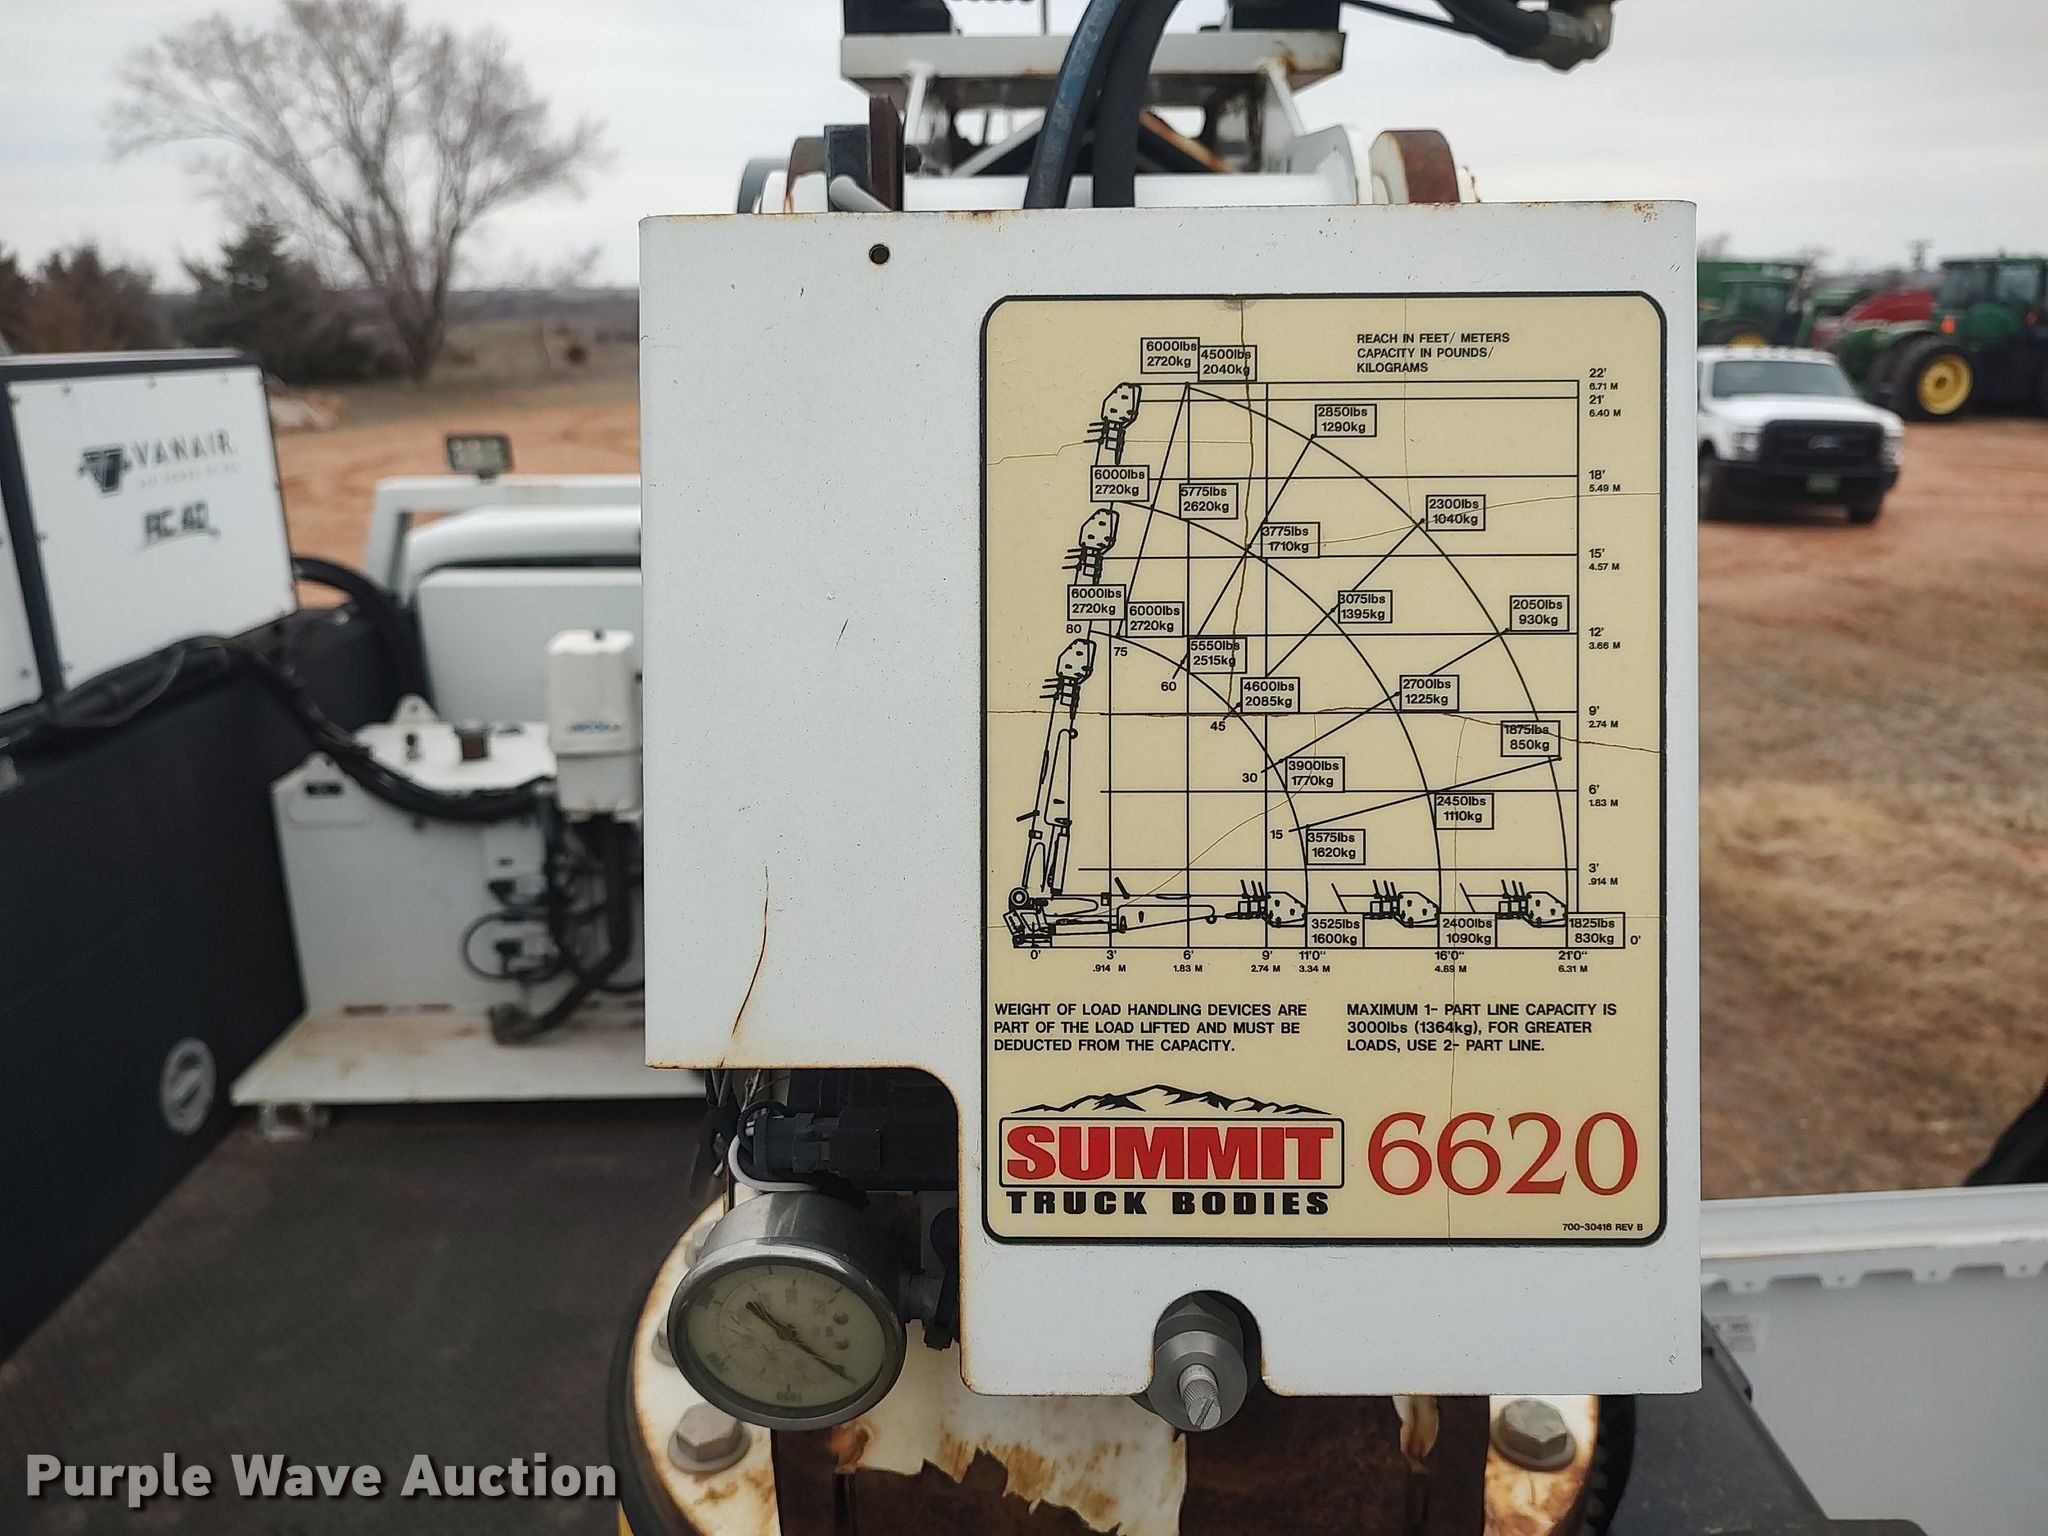 REACH IN FEET/ METERS
CAPACITY IN POUNDS/
KILOGRAMS
6000lbs
2720kg
4500lbs
2040kg
22'
6.71 M
21'
6.40 M
2850lbs
1290kg
6000lbs
2720kg
5775lbs
2620kg
18'
5.49 M
2300lbs
1040kg
3775lbs
1710kg
15'
4.57 M
6000lbs
2720kg
6000lbs
2720kg
3075lbs
1395kg
2050lbs
930kg
80
75
12'
3.66 M
5550lbs
2515kg
60
4600lbs
2085kg
2700lbs
1225kg
45
9'
2.74 M
1875lbs
850kg
30
3900lbs
1770kg
6'
1.83 M
2450lbs
1110kg
15
3575lbs
1620kg
3'
.914 M
3525lbs
1600kg
2400lbs
1090kg
1825lbs
830kg
0'
0' 3' 6' 9' 11'0" 16'0" 21'0"
.914 M 1.83 M 2.74 M 3.34 M 4.89 M 6.31 M
WEIGHT OF LOAD HANDLING DEVICES ARE
PART OF THE LOAD LIFTED AND MUST BE
DEDUCTED FROM THE CAPACITY.
MAXIMUM 1- PART LINE CAPACITY IS
3000lbs (1364kg), FOR GREATER
LOADS, USE 2- PART LINE.
SUMMIT
TRUCK BODIES
6620
700-30416 REV B
VANAIR
Purple Wave Auction